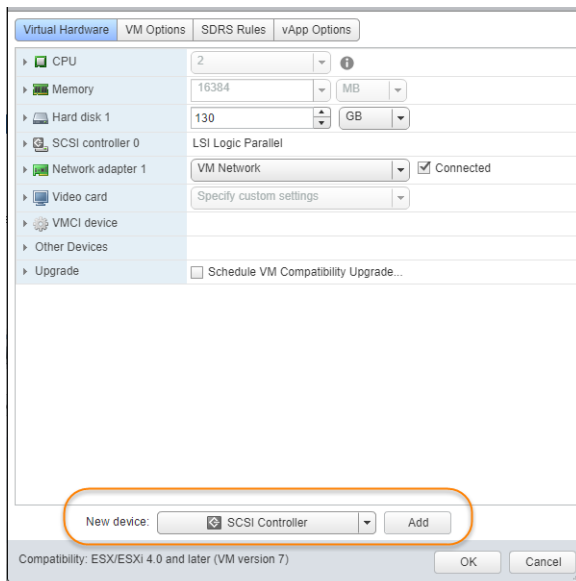 Virtual Hardware VM Options SDRS Rules vApp Options
CPU 2
Memory 16384 MB
Hard disk 1 130 GB
SCSI controller 0 LSI Logic Parallel
Network adapter 1 VM Network Connected
Video card Specify custom settings
VMCI device
Other Devices
Upgrade Schedule VM Compatibility Upgrade...
New device: SCSI Controller Add
Compatibility: ESX/ESXi 4.0 and later (VM version 7) OK Cancel